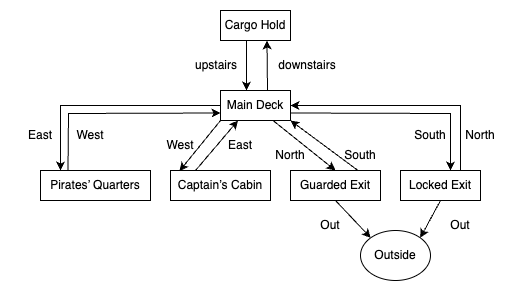 Cargo Hold
upstairs
downstairs
Main Deck
East
West
West
East
North
South
South
North
Pirates' Quarters
Captain's Cabin
Guarded Exit
Locked Exit
Out
Out
Outside